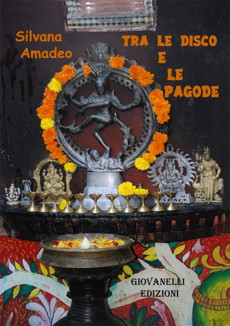 Silvana
Amadeo
TRA LE DISCO
E
LE
PAGODE
GIOVANELLI
EDIZIONI